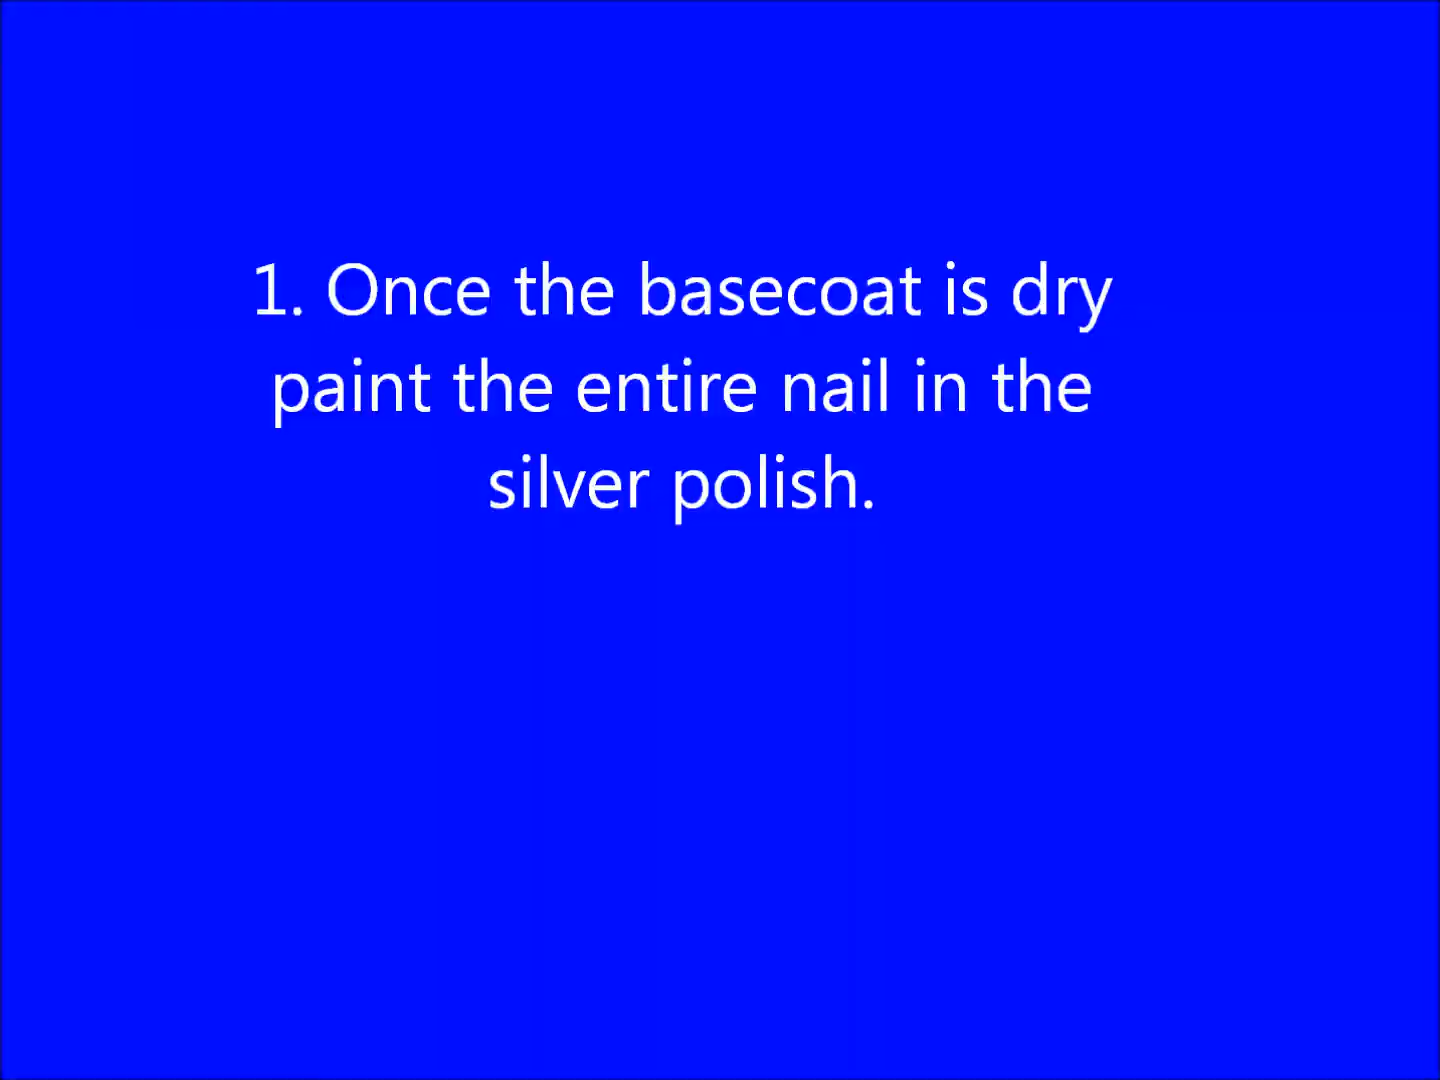 1. Once the basecoat is dry
paint the entire nail in the
silver polish.